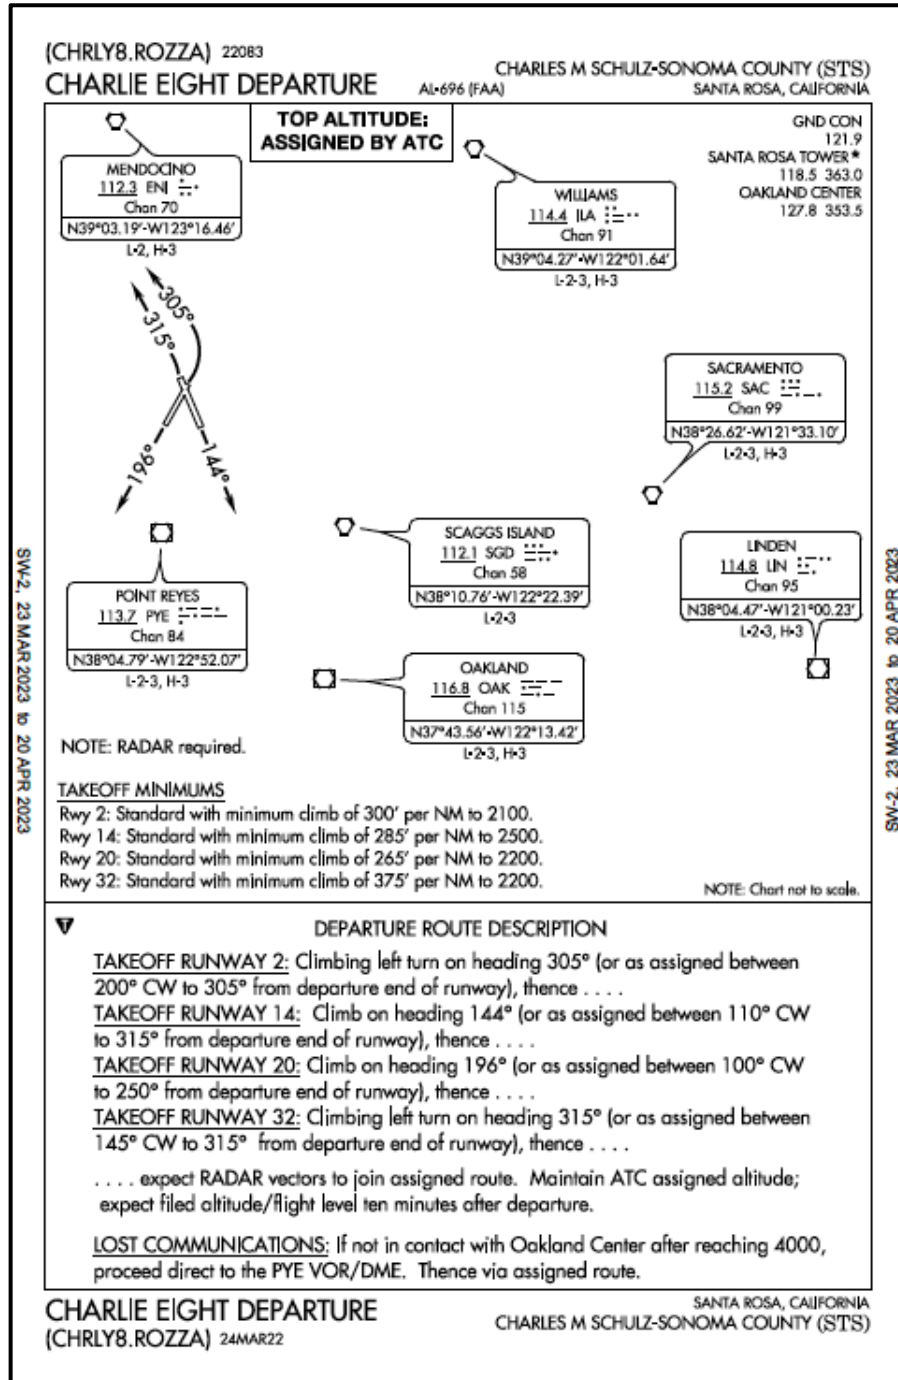 (CHRLY8.ROZZA) 22083
CHARLIE EIGHT DEPARTURE
AL-696 (FAA)
CHARLES M SCHULZ-SONOMA COUNTY (STS)
SANTA ROSA, CALIFORNIA
TOP ALTITUDE:
ASSIGNED BY ATC
GND CON
121.9
SANTA ROSA TOWER★
118.5 363.0
OAKLAND CENTER
127.8 353.5
MENDOCINO
112.3 ENI
Chan 70
N39°03.19'-W123°16.46'
L-2, H-3
WILLIAMS
114.4 ILA
Chan 91
N39°04.27'-W122°01.64'
L-2-3, H-3
305°
315°
196°
144°
SACRAMENTO
115.2 SAC
Chan 99
N38°26.62'-W121°33.10'
L-2-3, H-3
SCAGGS ISLAND
112.1 SGD
Chan 58
N38°10.76'-W122°22.39'
L-2-3
LINDEN
114.8 LIN
Chan 95
N38°04.47'-W121°00.23'
L-2-3, H-3
POINT REYES
113.7 PYE
Chan 84
N38°04.79'-W122°52.07'
L-2-3, H-3
OAKLAND
116.8 OAK
Chan 115
N37°43.56'-W122°13.42'
L-2-3, H-3
NOTE: RADAR required.
TAKEOFF MINIMUMS
Rwy 2: Standard with minimum climb of 300' per NM to 2100.
Rwy 14: Standard with minimum climb of 285' per NM to 2500.
Rwy 20: Standard with minimum climb of 265' per NM to 2200.
Rwy 32: Standard with minimum climb of 375' per NM to 2200.
NOTE: Chart not to scale.
T
DEPARTURE ROUTE DESCRIPTION
TAKEOFF RUNWAY 2: Climbing left turn on heading 305° (or as assigned between
200° CW to 305° from departure end of runway), thence . . . .
TAKEOFF RUNWAY 14: Climb on heading 144° (or as assigned between 110° CW
to 315° from departure end of runway), thence . . . .
TAKEOFF RUNWAY 20: Climb on heading 196° (or as assigned between 100° CW
to 250° from departure end of runway), thence . . . .
TAKEOFF RUNWAY 32: Climbing left turn on heading 315° (or as assigned between
145° CW to 315° from departure end of runway), thence . . . .
. . . . expect RADAR vectors to join assigned route. Maintain ATC assigned altitude;
expect filed altitude/flight level ten minutes after departure.
LOST COMMUNICATIONS: If not in contact with Oakland Center after reaching 4000,
proceed direct to the PYE VOR/DME. Thence via assigned route.
CHARLIE EIGHT DEPARTURE
(CHRLY8.ROZZA) 24MAR22
SANTA ROSA, CALIFORNIA
CHARLES M SCHULZ-SONOMA COUNTY (STS)
SW-2, 23 MAR 2023 to 20 APR 2023
SW-2, 23 MAR 2023 to 20 APR 2023